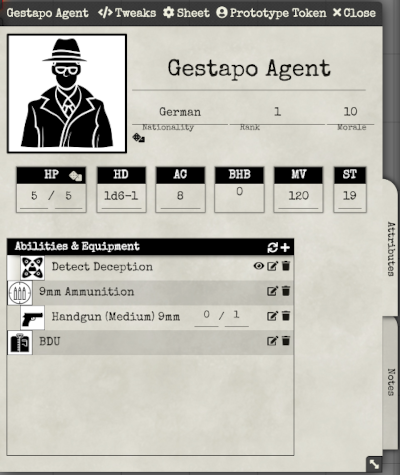 Gestapo Agent Tweaks Sheet Prototype Token Close
Gestapo Agent
German 1 10
Nationality Rank Morale
HP HD AC BHB MV ST
5 / 5 1d6-1 8 0 120 19
Abilities & Equipment
Detect Deception
9mm Ammunition
Handgun (Medium) 9mm 0 / 1
BDU
Attributes
Notes